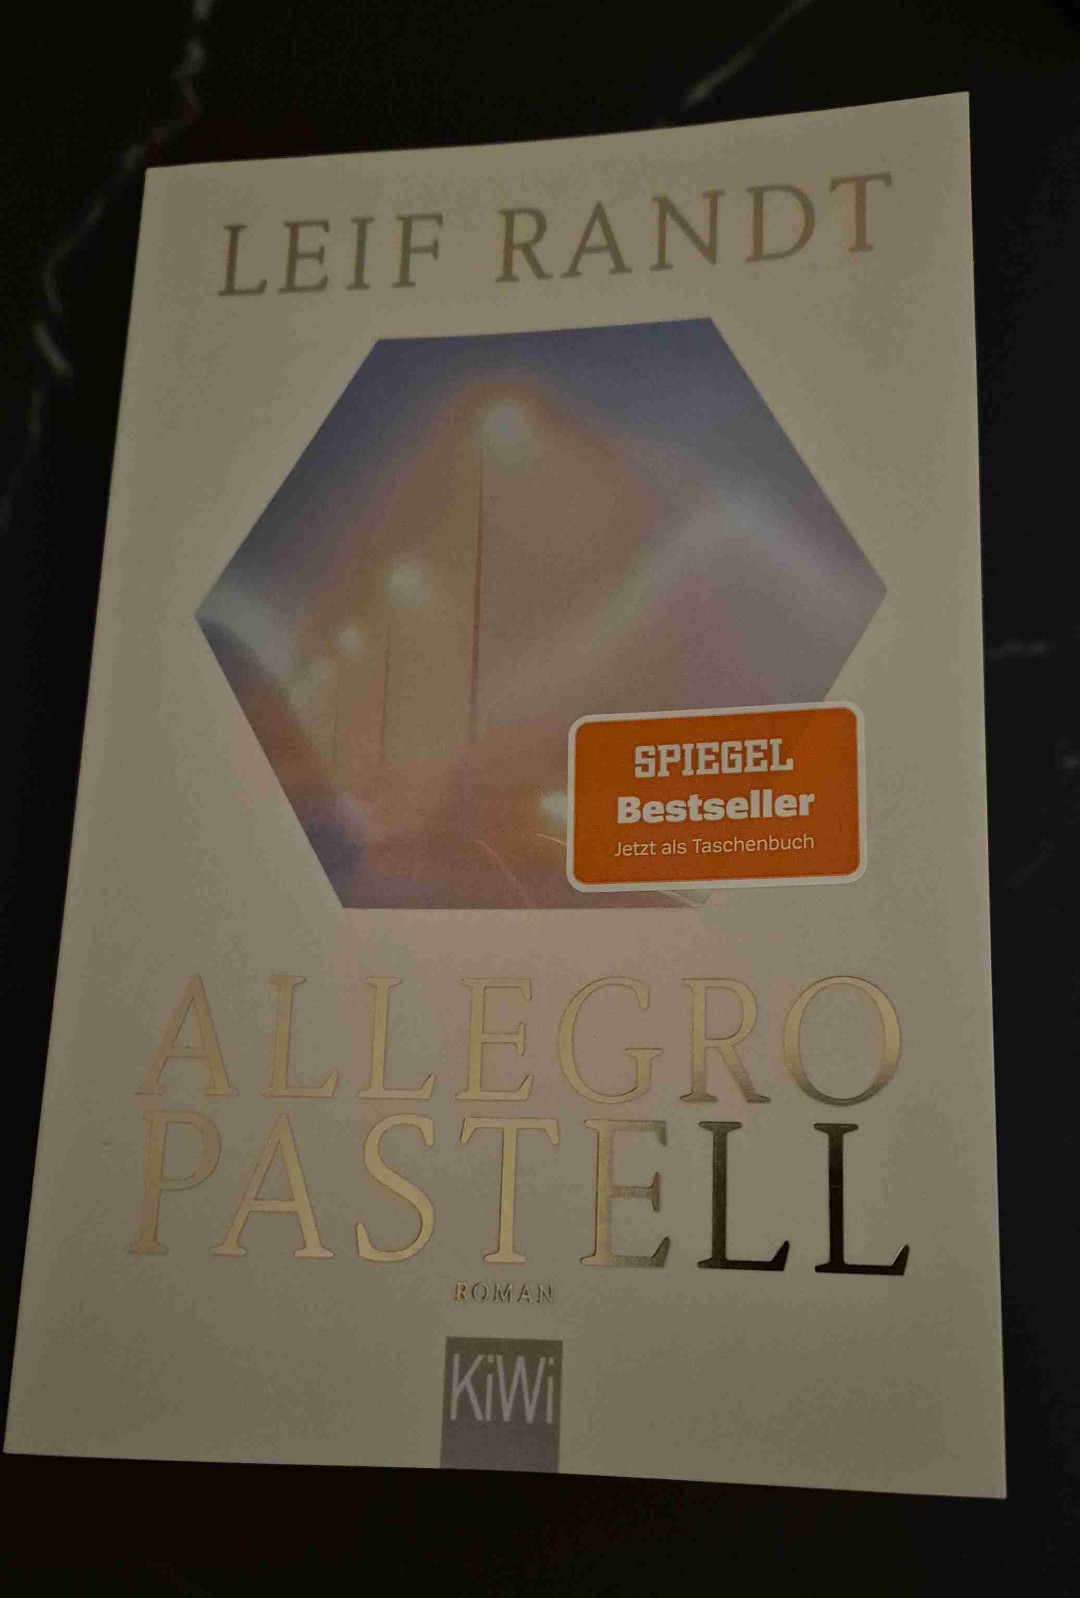 LEIF RANDT
SPIEGEL
Bestseller
Jetzt als Taschenbuch
ALLEGRO
PASTELL
ROMAN
KiWi